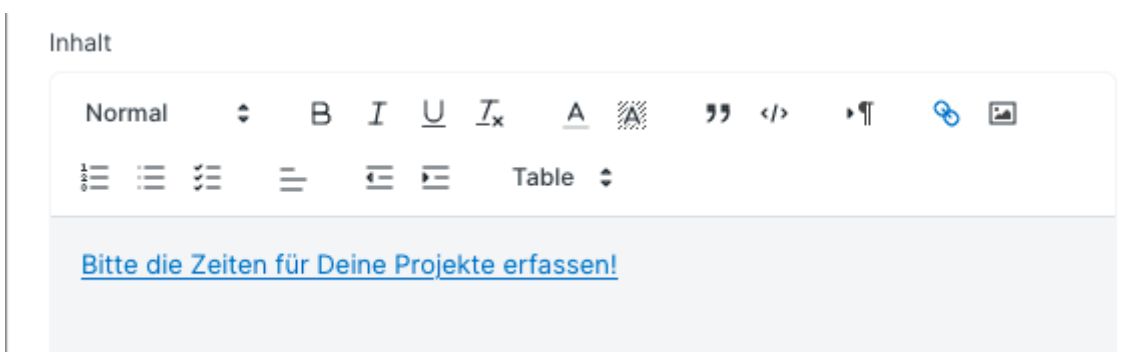 Inhalt
Normal
Table
Bitte die Zeiten für Deine Projekte erfassen!